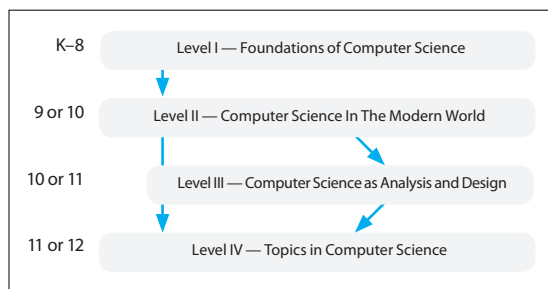 K–8 Level I — Foundations of Computer Science
9 or 10 Level II — Computer Science In The Modern World
10 or 11 Level III — Computer Science as Analysis and Design
11 or 12 Level IV — Topics in Computer Science